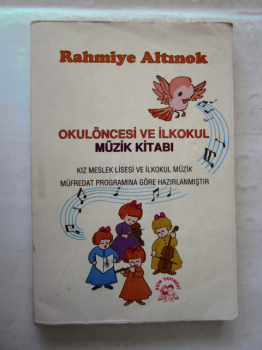 Rahmiye Altınok
OKULÖNCESİ VE İLKOKUL
MÜZİK KİTABI
KIZ MESLEK LİSESİ VE İLKOKUL MÜZİK
MÜFREDAT PROGRAMINA GÖRE HAZIRLANMIŞTIR